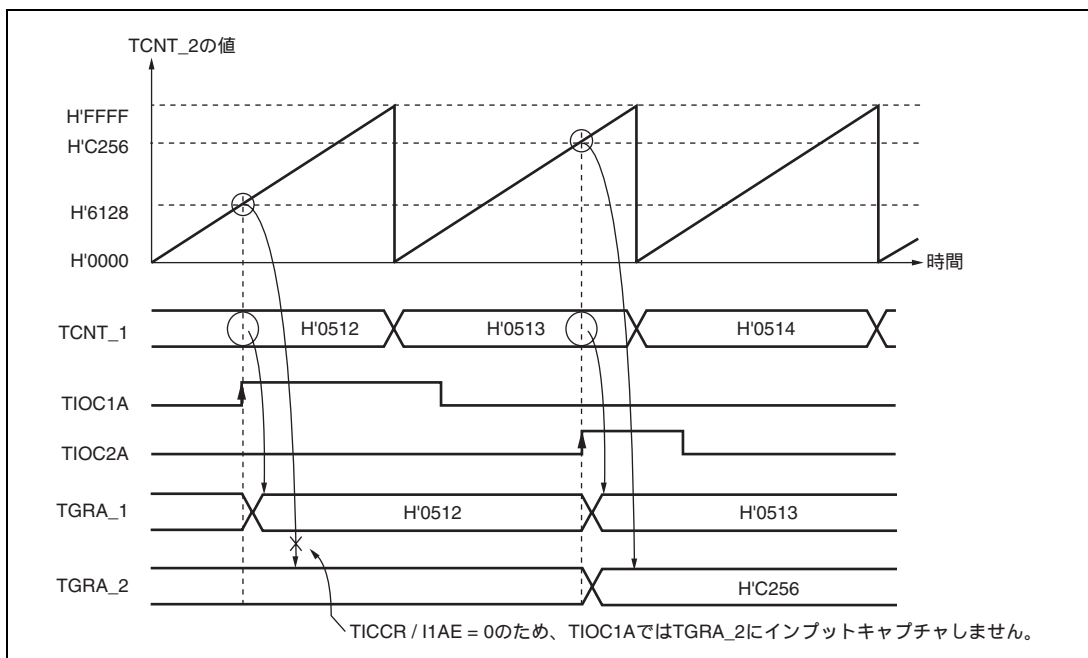 TCNT_2の値
H'FFFF
H'C256
H'6128
H'0000
時間
TCNT_1
H'0512
H'0513
H'0514
TIOC1A
TIOC2A
TGRA_1
H'0512
H'0513
TGRA_2
H'C256
TICCR / I1AE = 0のため、TIOC1AではTGRA_2にインプットキャプチャしません。